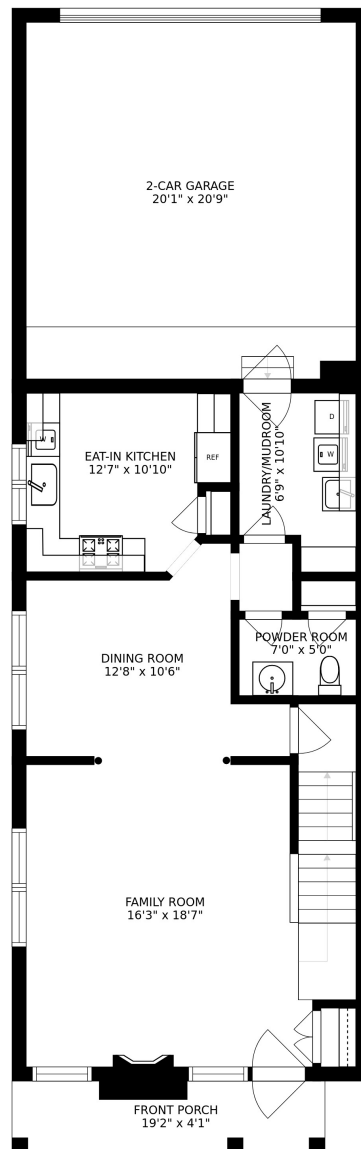 2-CAR GARAGE
20'1" x 20'9"
D
LAUNDRY/MUDROOM
6'9" x 10'10"
W
EAT-IN KITCHEN
12'7" x 10'10"
REF
W
POWDER ROOM
7'0" x 5'0"
DINING ROOM
12'8" x 10'6"
FAMILY ROOM
16'3" x 18'7"
FRONT PORCH
19'2" x 4'1"